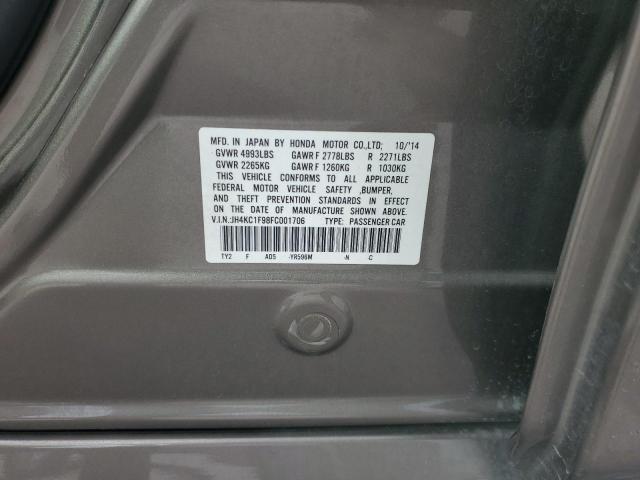 MFD. IN JAPAN BY HONDA MOTOR CO.,LTD; 10/'14
GVWR 4993LBS GAWR F 2778LBS R 2271LBS
GVWR 2265KG GAWR F 1260KG R 1030KG
THIS VEHICLE CONFORMS TO ALL APPLICABLE
FEDERAL MOTOR VEHICLE SAFETY ,BUMPER,
AND THEFT PREVENTION STANDARDS IN EFFECT
ON THE DATE OF MANUFACTURE SHOWN ABOVE.
V.I.N.:JH4KC1F98FC001706 TYPE: PASSENGER CAR
TY2 F AD5 -YR596M -N -C